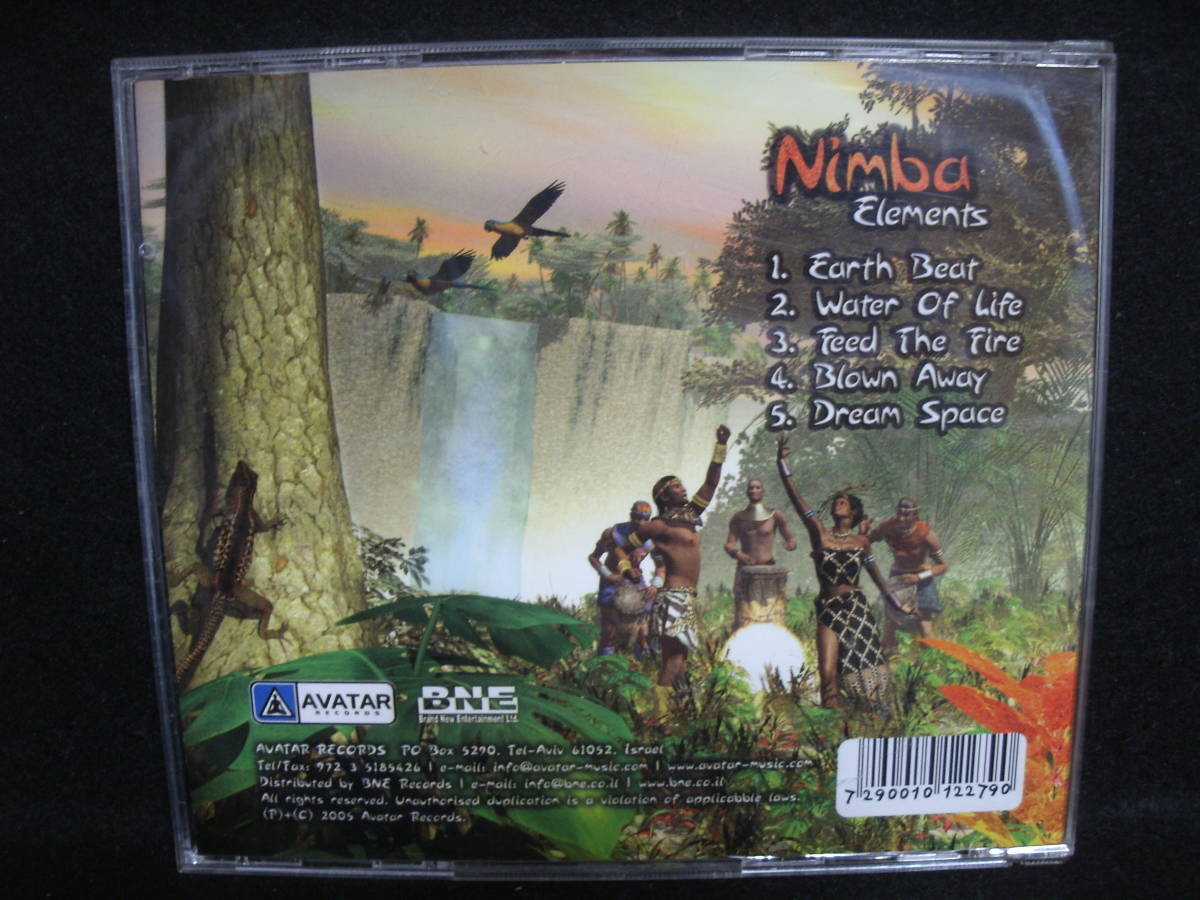 Nimba
Elements
1. Earth Beat
2. Water Of Life
3. Feed The Fire
4. Blown Away
5. Dream Space
AVATAR
RECORDS
BNE
Brand New Entertainment Ltd.
AVATAR RECORDS PO Box 5290, Tel-Aviv 61052, Israel
Tel/Fax: 972 3 5185426 | e-mail: info@avatar-music.com | www.avatar-music.com
Distributed by BNE Records | e-mail: info@bne.co.il | www.bne.co.il
All rights reserved. Unauthorised duplication is a violation of applicabble laws.
(P)+(C) 2005 Avatar Records.
7 290010 122790